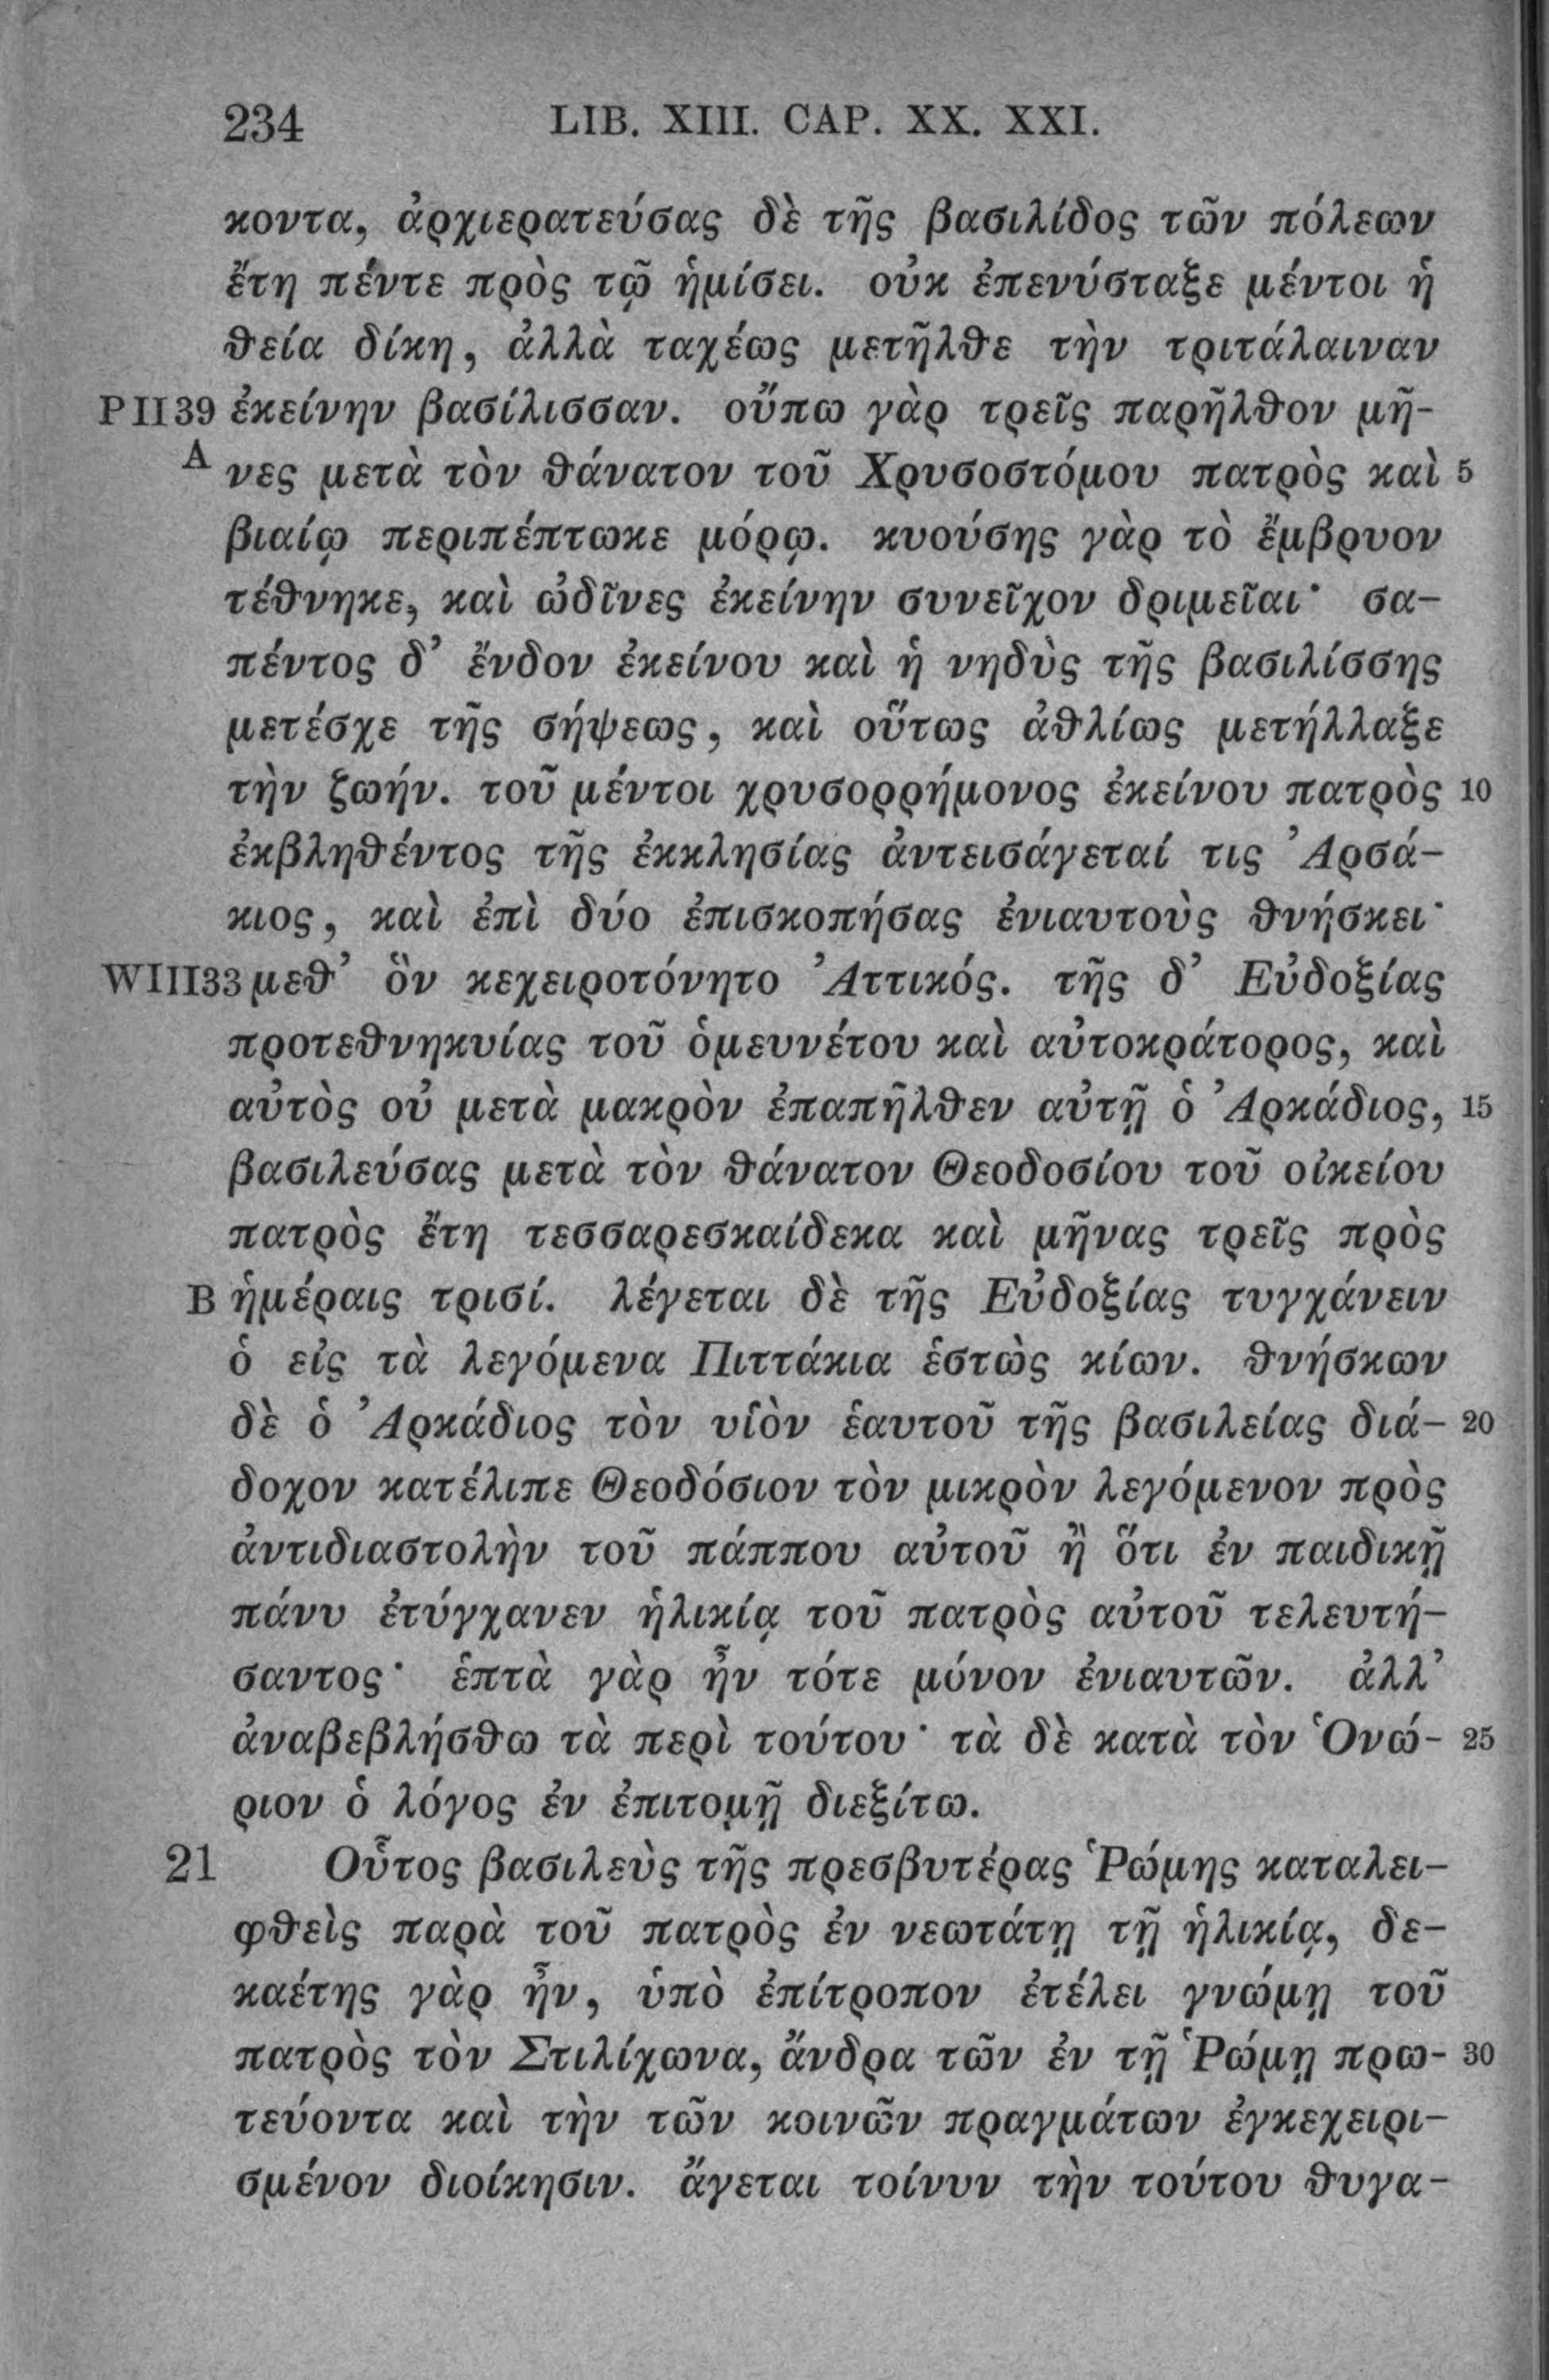 234 LIB. XIII. CAP. XX. XXI.
κοντα, ἀρχιερατεύσας δὲ τῆς βασιλίδος τῶν πόλεων
ἔτη πέντε πρὸς τῷ ἡμίσει. οὐκ ἐπενύσταξε μέντοι ἡ
θεία δίκη, ἀλλὰ ταχέως μετῆλθε τὴν τριτάλαιναν
P II 39 ἐκείνην βασίλισσαν. οὔπω γὰρ τρεῖς παρῆλθον μῆ-
A νες μετὰ τὸν θάνατον τοῦ Χρυσοστόμου πατρὸς καὶ 5
βιαίῳ περιπέπτωκε μόρῳ. κυούσης γὰρ τὸ ἔμβρυον
τέθνηκε, καὶ ὠδῖνες ἐκείνην συνεῖχον δριμεῖαι· σα-
πέντος δ’ ἔνδον ἐκείνου καὶ ἡ νηδὺς τῆς βασιλίσσης
μετέσχε τῆς σήψεως, καὶ οὕτως ἀθλίως μετήλλαξε
τὴν ζωήν. τοῦ μέντοι χρυσορρήμονος ἐκείνου πατρὸς 10
ἐκβληθέντος τῆς ἐκκλησίας ἀντεισάγεταί τις Ἀρσά-
κιος, καὶ ἐπὶ δύο ἐπισκοπήσας ἐνιαυτοὺς θνήσκει·
W III 33 μεθ’ ὃν κεχειροτόνητο Ἀττικός. τῆς δ’ Εὐδοξίας
προτεθνηκυίας τοῦ ὁμευνέτου καὶ αὐτοκράτορος, καὶ
αὐτὸς οὐ μετὰ μακρὸν ἐπαπῆλθεν αὐτῇ ὁ Ἀρκάδιος, 15
βασιλεύσας μετὰ τὸν θάνατον Θεοδοσίου τοῦ οἰκείου
πατρὸς ἔτη τεσσαρεσκαίδεκα καὶ μῆνας τρεῖς πρὸς
B ἡμέραις τρισί. λέγεται δὲ τῆς Εὐδοξίας τυγχάνειν
ὁ εἰς τὰ λεγόμενα Πιττάκια ἑστὼς κίων. θνήσκων
δὲ ὁ Ἀρκάδιος τὸν υἱὸν ἑαυτοῦ τῆς βασιλείας διά- 20
δοχον κατέλιπε Θεοδόσιον τὸν μικρὸν λεγόμενον πρὸς
ἀντιδιαστολὴν τοῦ πάππου αὐτοῦ ἢ ὅτι ἐν παιδικῇ
πάνυ ἐτύγχανεν ἡλικίᾳ τοῦ πατρὸς αὐτοῦ τελευτή-
σαντος· ἑπτὰ γὰρ ἦν τότε μόνον ἐνιαυτῶν. ἀλλ’
ἀναβεβλήσθω τὰ περὶ τούτου· τὰ δὲ κατὰ τὸν Ὁνώ- 25
ριον ὁ λόγος ἐν ἐπιτομῇ διεξίτω.
21 Οὗτος βασιλεὺς τῆς πρεσβυτέρας Ῥώμης καταλει-
φθεὶς παρὰ τοῦ πατρὸς ἐν νεωτάτῃ τῇ ἡλικίᾳ, δε-
καέτης γὰρ ἦν, ὑπὸ ἐπίτροπον ἐτέλει γνώμῃ τοῦ
πατρὸς τὸν Στιλίχωνα, ἄνδρα τῶν ἐν τῇ Ῥώμῃ πρω- 30
τεύοντα καὶ τὴν τῶν κοινῶν πραγμάτων ἐγκεχειρι-
σμένον διοίκησιν. ἄγεται τοίνυν τὴν τούτου θυγα-